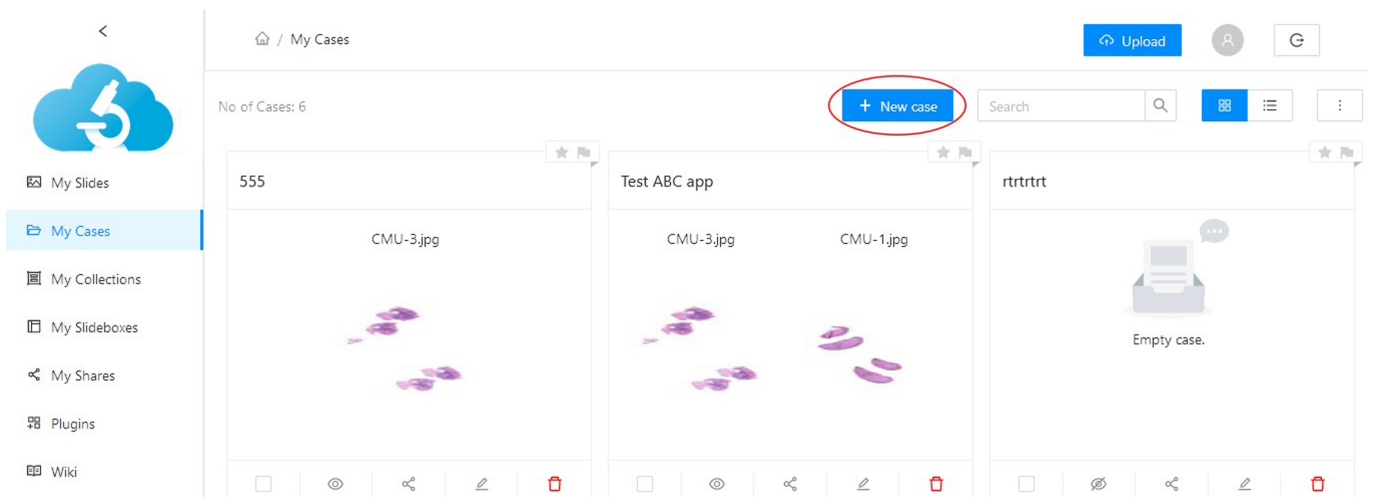 / My Cases
Upload
No of Cases: 6
+ New case
Search
My Slides
My Cases
My Collections
My Slideboxes
My Shares
Plugins
Wiki
555
CMU-3.jpg
Test ABC app
CMU-3.jpg
CMU-1.jpg
rtrtrtrt
Empty case.